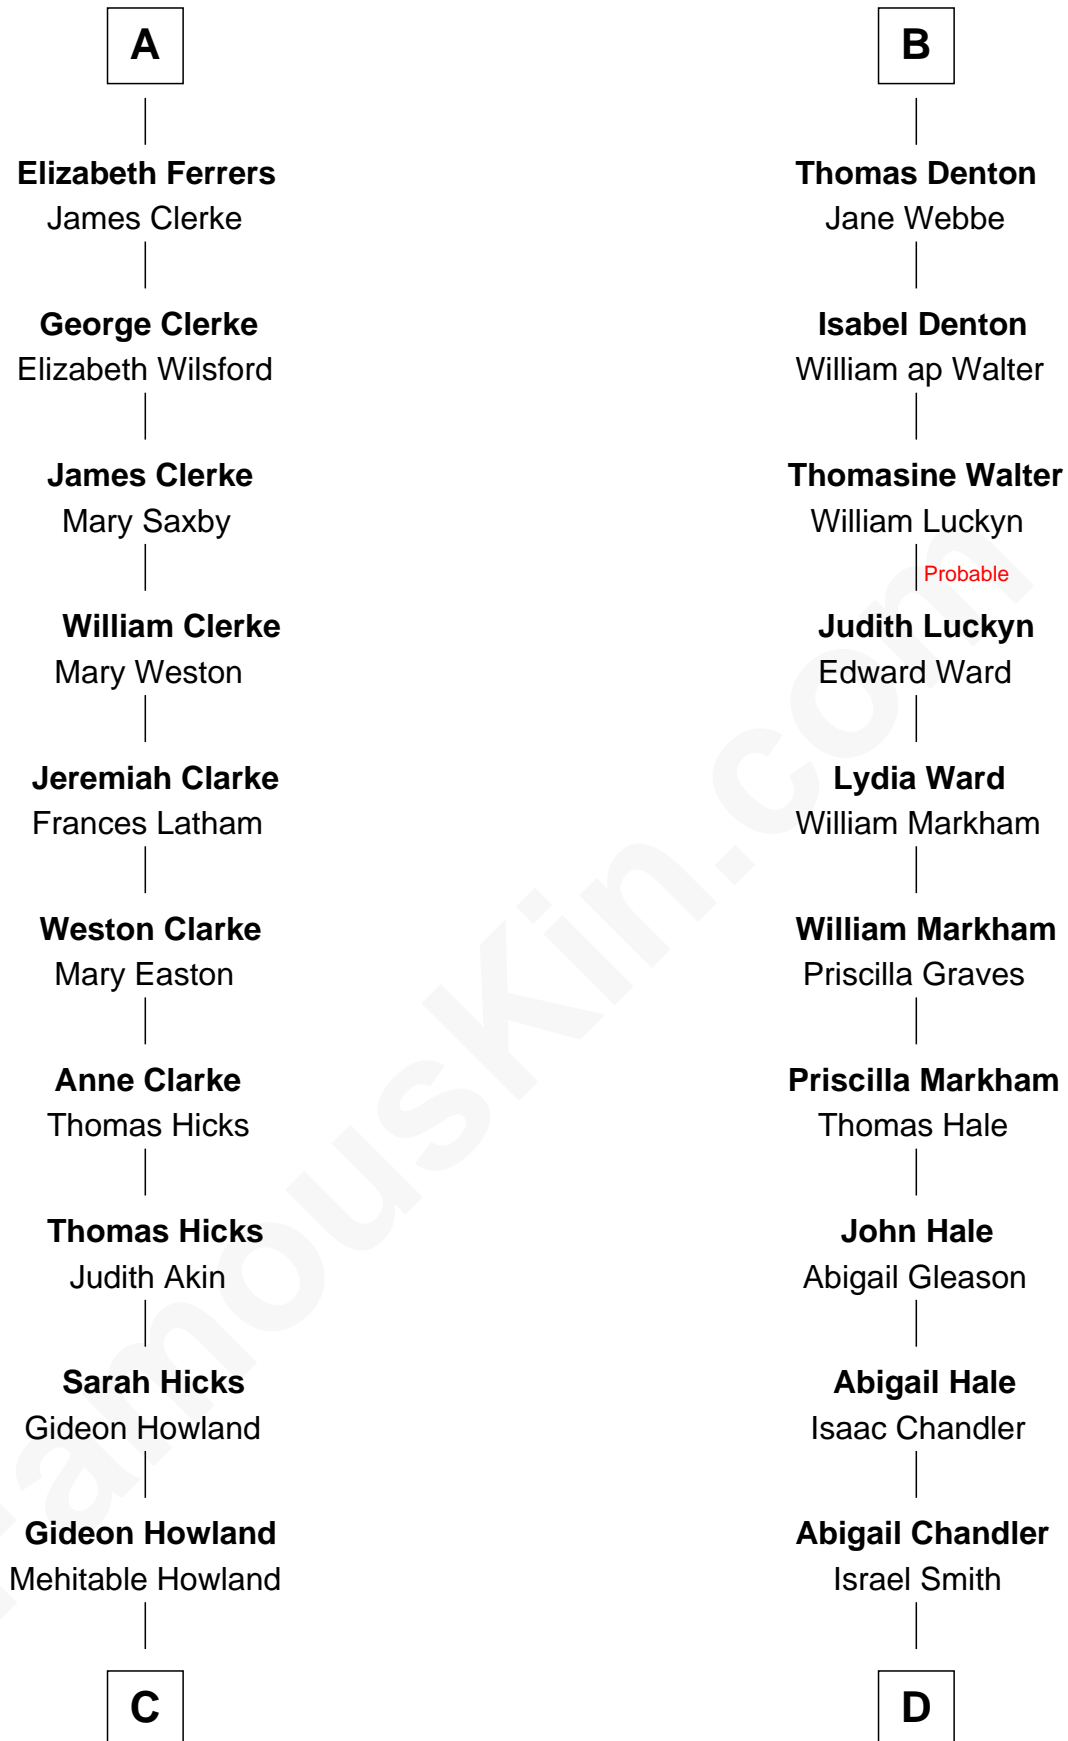 A
Elizabeth Ferrers
James Clerke
George Clerke
Elizabeth Wilsford
James Clerke
Mary Saxby
William Clerke
Mary Weston
Jeremiah Clarke
Frances Latham
Weston Clarke
Mary Easton
Anne Clarke
Thomas Hicks
Thomas Hicks
Judith Akin
Sarah Hicks
Gideon Howland
Gideon Howland
Mehitable Howland
C
B
Thomas Denton
Jane Webbe
Isabel Denton
William ap Walter
Thomasine Walter
William Luckyn
Probable
Judith Luckyn
Edward Ward
Lydia Ward
William Markham
William Markham
Priscilla Graves
Priscilla Markham
Thomas Hale
John Hale
Abigail Gleason
Abigail Hale
Isaac Chandler
Abigail Chandler
Israel Smith
D
FamousKin.com